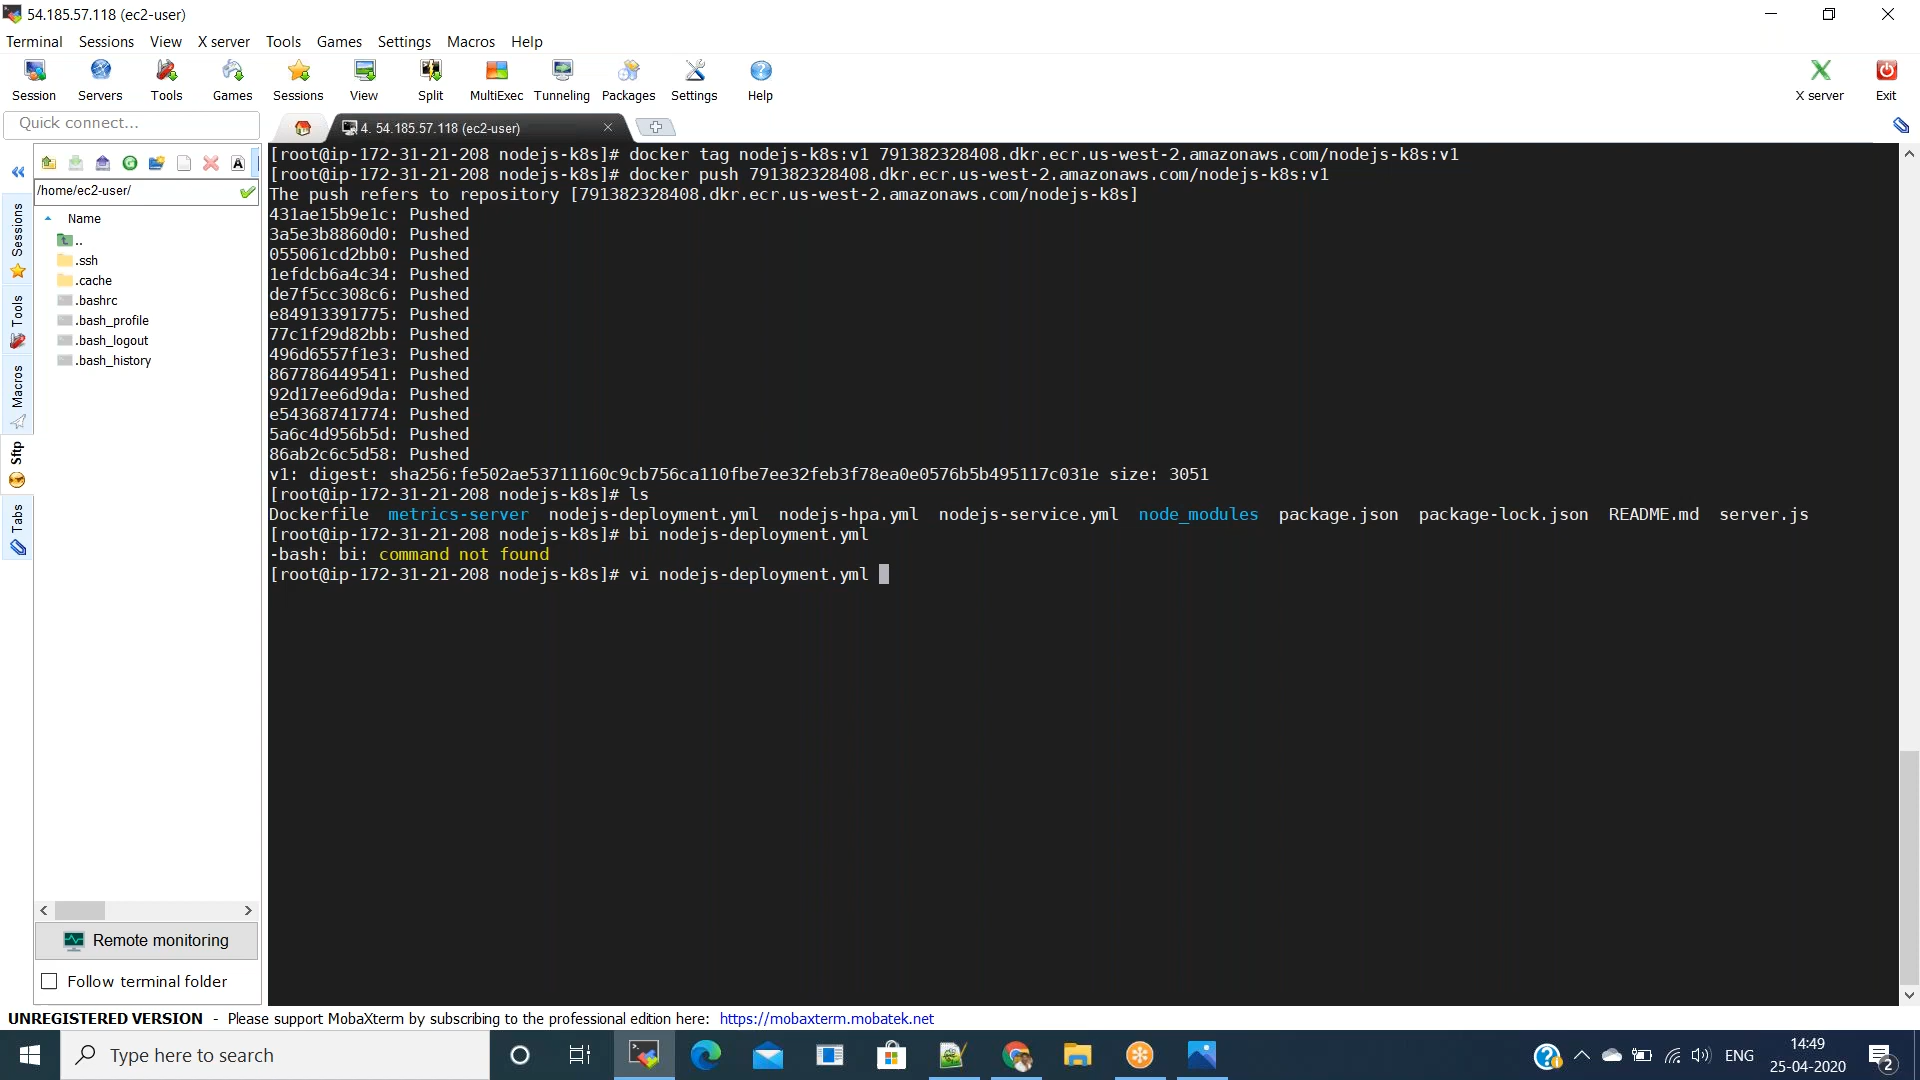 54.185.57.118 (ec2-user)
Terminal Sessions View X server Tools Games Settings Macros Help
Session Servers Tools Games Sessions View Split MultiExec Tunneling Packages Settings Help X server Exit
Quick connect...
4. 54.185.57.118 (ec2-user)
/home/ec2-user/
Name
..
.ssh
.cache
.bashrc
.bash_profile
.bash_logout
.bash_history
Sessions
Tools
Macros
Sftp
Tabs
Remote monitoring
Follow terminal folder
[root@ip-172-31-21-208 nodejs-k8s]# docker tag nodejs-k8s:v1 791382328408.dkr.ecr.us-west-2.amazonaws.com/nodejs-k8s:v1
[root@ip-172-31-21-208 nodejs-k8s]# docker push 791382328408.dkr.ecr.us-west-2.amazonaws.com/nodejs-k8s:v1
The push refers to repository [791382328408.dkr.ecr.us-west-2.amazonaws.com/nodejs-k8s]
431ae15b9e1c: Pushed
3a5e3b8860d0: Pushed
055061cd2bb0: Pushed
1efdcb6a4c34: Pushed
de7f5cc308c6: Pushed
e84913391775: Pushed
77c1f29d82bb: Pushed
496d6557f1e3: Pushed
867786449541: Pushed
92d17ee6d9da: Pushed
e54368741774: Pushed
5a6c4d956b5d: Pushed
86ab2c6c5d58: Pushed
v1: digest: sha256:fe502ae53711160c9cb756ca110fbe7ee32feb3f78ea0e0576b5b495117c031e size: 3051
[root@ip-172-31-21-208 nodejs-k8s]# ls
Dockerfile metrics-server nodejs-deployment.yml nodejs-hpa.yml nodejs-service.yml node_modules package.json package-lock.json README.md server.js
[root@ip-172-31-21-208 nodejs-k8s]# bi nodejs-deployment.yml
-bash: bi: command not found
[root@ip-172-31-21-208 nodejs-k8s]# vi nodejs-deployment.yml
UNREGISTERED VERSION - Please support MobaXterm by subscribing to the professional edition here: https://mobaxterm.mobatek.net
Type here to search
ENG
14:49
25-04-2020
2